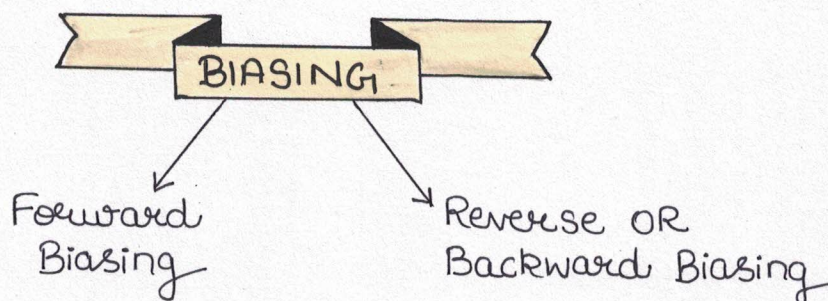 BIASING
Forward
Biasing
Reverse OR
Backward Biasing